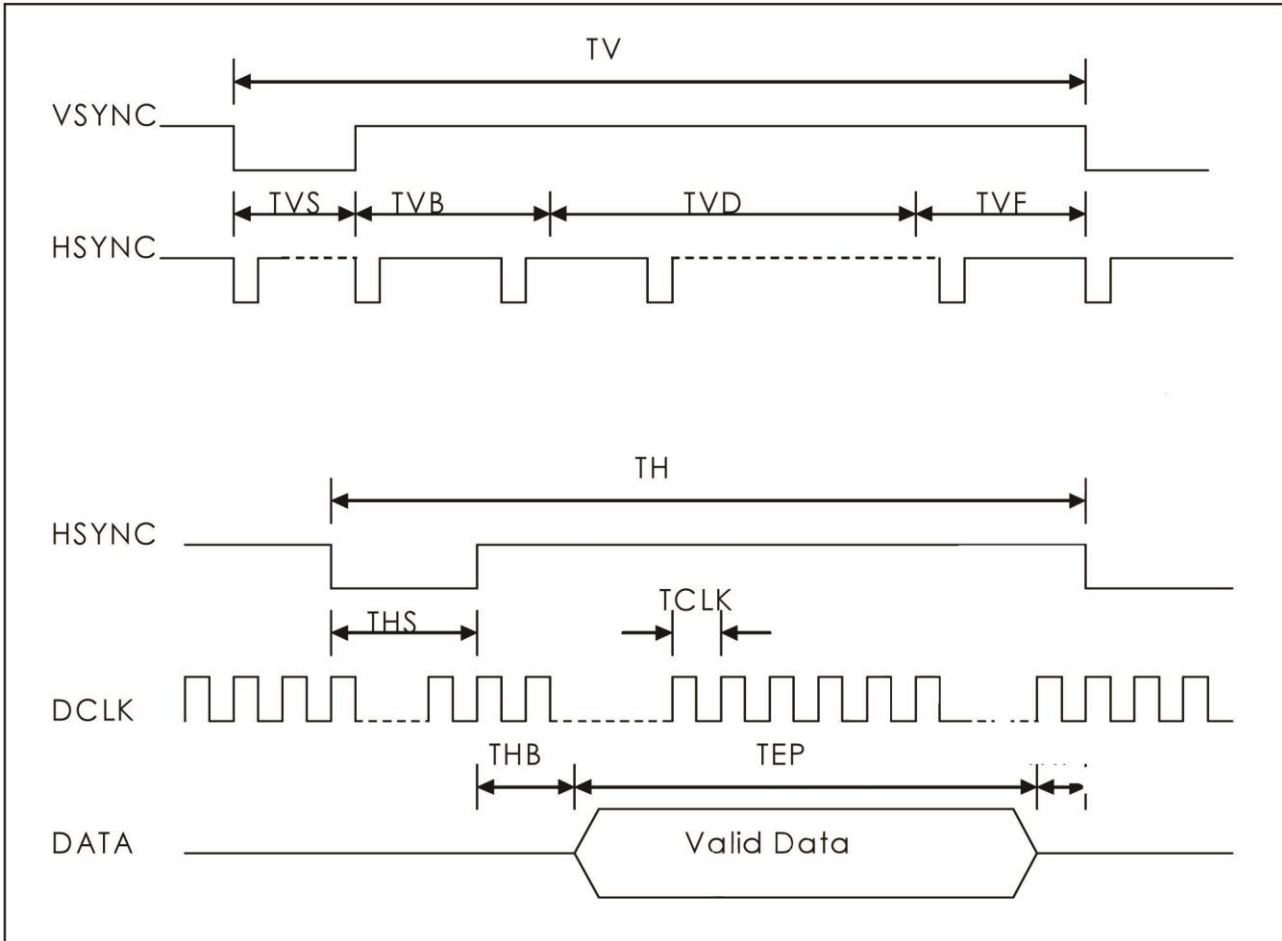 TV
VSYNC
TVS TVB TVD TVF
HSYNC
TH
HSYNC
TCLK
THS
DCLK
THB TEP
DATA Valid Data